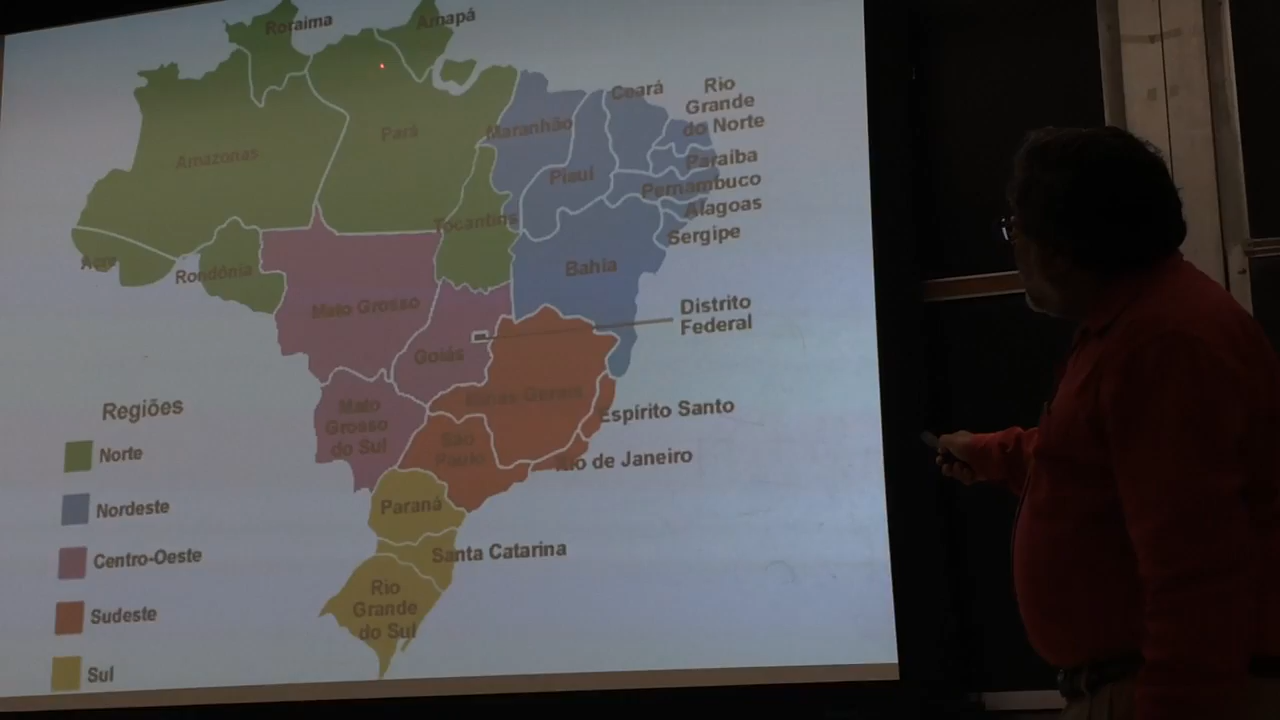 Roraima
Amapá
Amazonas
Pará
Maranhão
Ceará
Rio
Grande
do Norte
Piauí
Paraíba
Pernambuco
Alagoas
Sergipe
Tocantins
Acre
Rondônia
Bahia
Mato Grosso
Distrito
Federal
Goiás
Minas Gerais
Mato
Grosso
do Sul
Espírito Santo
São
Paulo
Rio de Janeiro
Paraná
Santa Catarina
Rio
Grande
do Sul
Regiões
Norte
Nordeste
Centro-Oeste
Sudeste
Sul